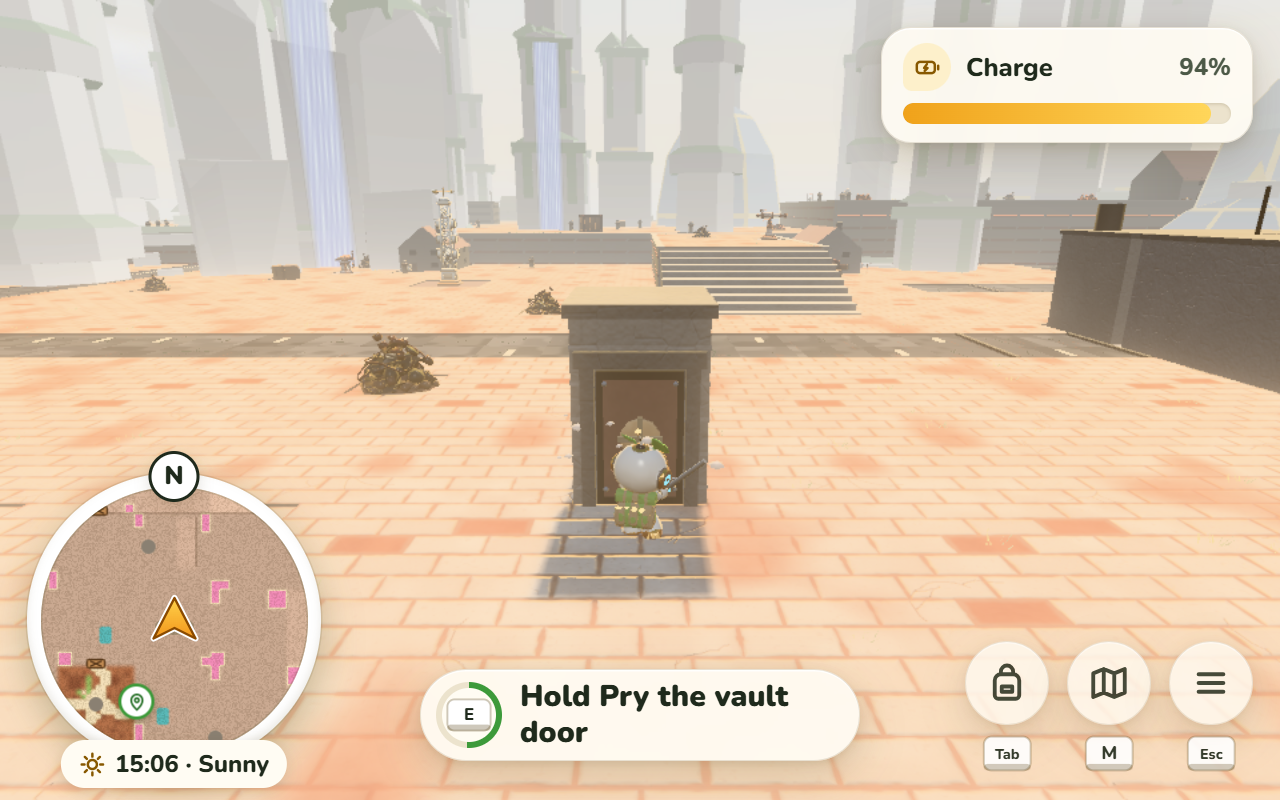 Charge 94%
N
E
Hold Pry the vault
door
15:06 · Sunny
Tab
M
Esc